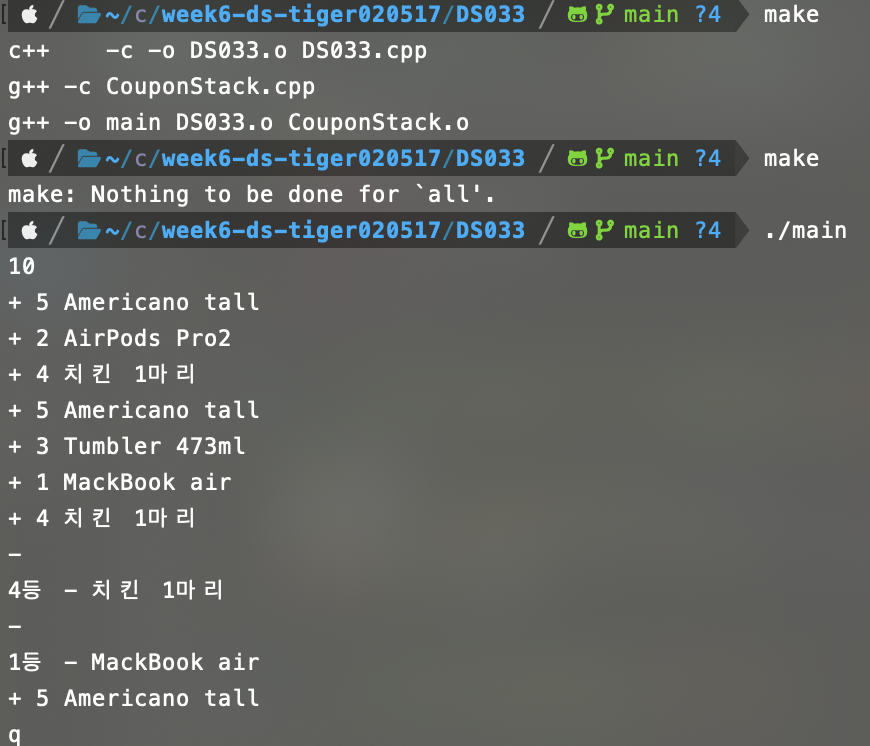 ~/c/week6-ds-tiger020517/DS033 main ?4 make
c++    -c -o DS033.o DS033.cpp
g++ -c CouponStack.cpp
g++ -o main DS033.o CouponStack.o
~/c/week6-ds-tiger020517/DS033 main ?4 make
make: Nothing to be done for `all'.
~/c/week6-ds-tiger020517/DS033 main ?4 ./main
10
+ 5 Americano tall
+ 2 AirPods Pro2
+ 4 치킨 1마리
+ 5 Americano tall
+ 3 Tumbler 473ml
+ 1 MackBook air
+ 4 치킨 1마리
-
4등 - 치킨 1마리
-
1등 - MackBook air
+ 5 Americano tall
q